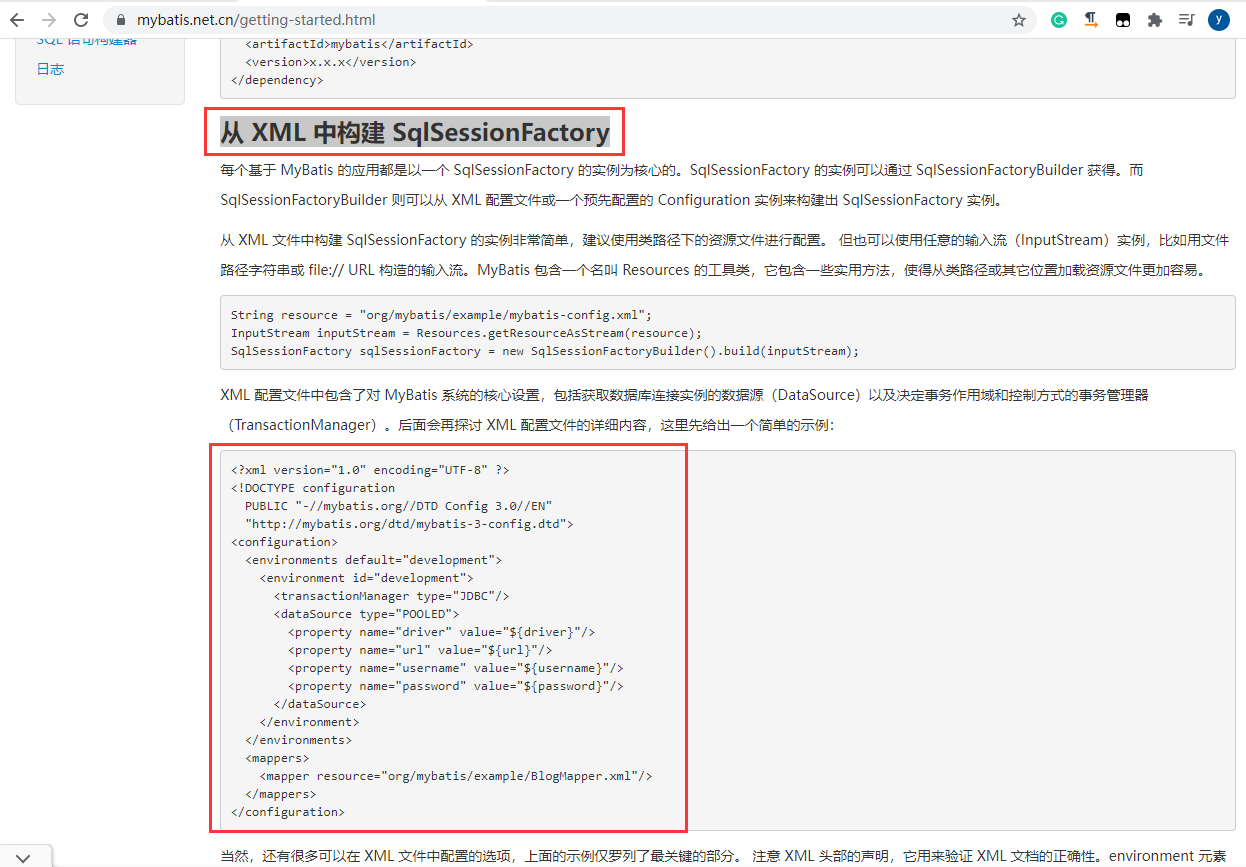 mybatis.net.cn/getting-started.html
y
SQL 语句构建器
日志
<artifactId>mybatis</artifactId>
<version>x.x.x</version>
</dependency>
从 XML 中构建 SqlSessionFactory
每个基于 MyBatis 的应用都是以一个 SqlSessionFactory 的实例为核心的。SqlSessionFactory 的实例可以通过 SqlSessionFactoryBuilder 获得。而
SqlSessionFactoryBuilder 则可以从 XML 配置文件或一个预先配置的 Configuration 实例来构建出 SqlSessionFactory 实例。
从 XML 文件中构建 SqlSessionFactory 的实例非常简单，建议使用类路径下的资源文件进行配置。 但也可以使用任意的输入流（InputStream）实例，比如用文件
路径字符串或 file:// URL 构造的输入流。MyBatis 包含一个名叫 Resources 的工具类，它包含一些实用方法，使得从类路径或其它位置加载资源文件更加容易。
String resource = "org/mybatis/example/mybatis-config.xml";
InputStream inputStream = Resources.getResourceAsStream(resource);
SqlSessionFactory sqlSessionFactory = new SqlSessionFactoryBuilder().build(inputStream);
XML 配置文件中包含了对 MyBatis 系统的核心设置，包括获取数据库连接实例的数据源（DataSource）以及决定事务作用域和控制方式的事务管理器
（TransactionManager）。后面会再探讨 XML 配置文件的详细内容，这里先给出一个简单的示例：
<?xml version="1.0" encoding="UTF-8" ?>
<!DOCTYPE configuration
PUBLIC "-//mybatis.org//DTD Config 3.0//EN"
"http://mybatis.org/dtd/mybatis-3-config.dtd">
<configuration>
<environments default="development">
<environment id="development">
<transactionManager type="JDBC"/>
<dataSource type="POOLED">
<property name="driver" value="${driver}"/>
<property name="url" value="${url}"/>
<property name="username" value="${username}"/>
<property name="password" value="${password}"/>
</dataSource>
</environment>
</environments>
<mappers>
<mapper resource="org/mybatis/example/BlogMapper.xml"/>
</mappers>
</configuration>
当然，还有很多可以在 XML 文件中配置的选项，上面的示例仅罗列了最关键的部分。 注意 XML 头部的声明，它用来验证 XML 文档的正确性。environment 元素